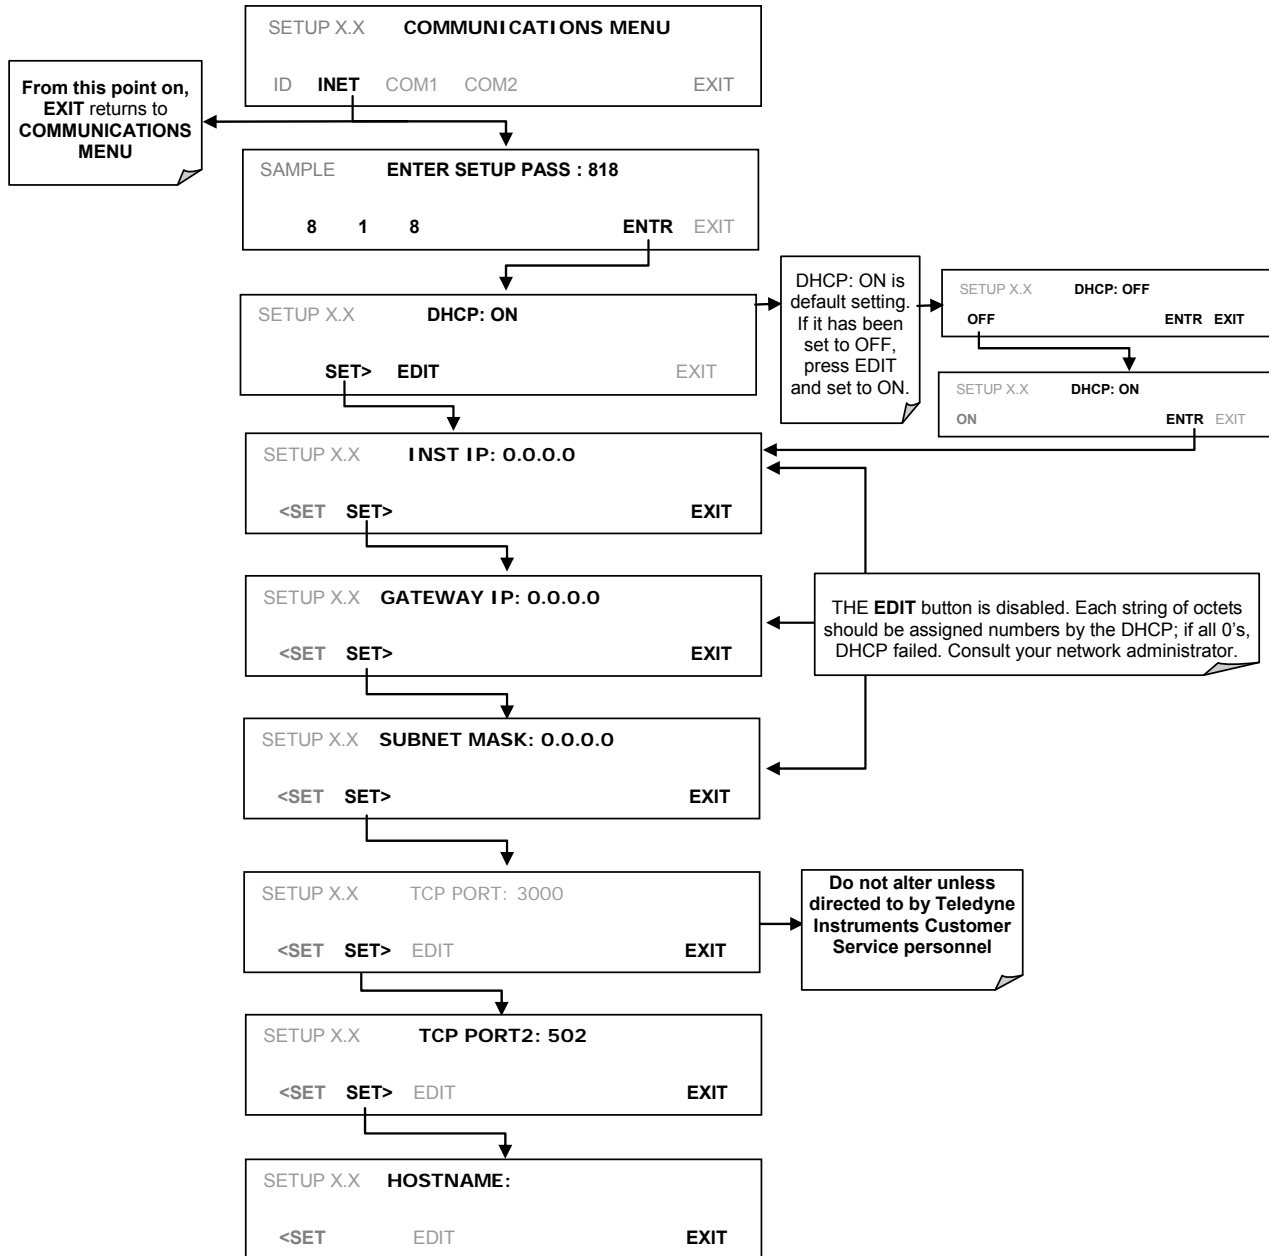 SETUP X.X COMMUNICATIONS MENU
ID INET COM1 COM2 EXIT
From this point on,
EXIT returns to
COMMUNICATIONS
MENU
SAMPLE ENTER SETUP PASS : 818
8 1 8 ENTR EXIT
SETUP X.X DHCP: ON
SET> EDIT EXIT
DHCP: ON is
default setting.
If it has been
set to OFF,
press EDIT
and set to ON.
SETUP X.X DHCP: OFF
OFF ENTR EXIT
SETUP X.X DHCP: ON
ON ENTR EXIT
SETUP X.X INST IP: 0.0.0.0
<SET SET> EXIT
SETUP X.X GATEWAY IP: 0.0.0.0
<SET SET> EXIT
THE EDIT button is disabled. Each string of octets
should be assigned numbers by the DHCP; if all 0's,
DHCP failed. Consult your network administrator.
SETUP X.X SUBNET MASK: 0.0.0.0
<SET SET> EXIT
SETUP X.X TCP PORT: 3000
<SET SET> EDIT EXIT
Do not alter unless
directed to by Teledyne
Instruments Customer
Service personnel
SETUP X.X TCP PORT2: 502
<SET SET> EDIT EXIT
SETUP X.X HOSTNAME:
<SET EDIT EXIT